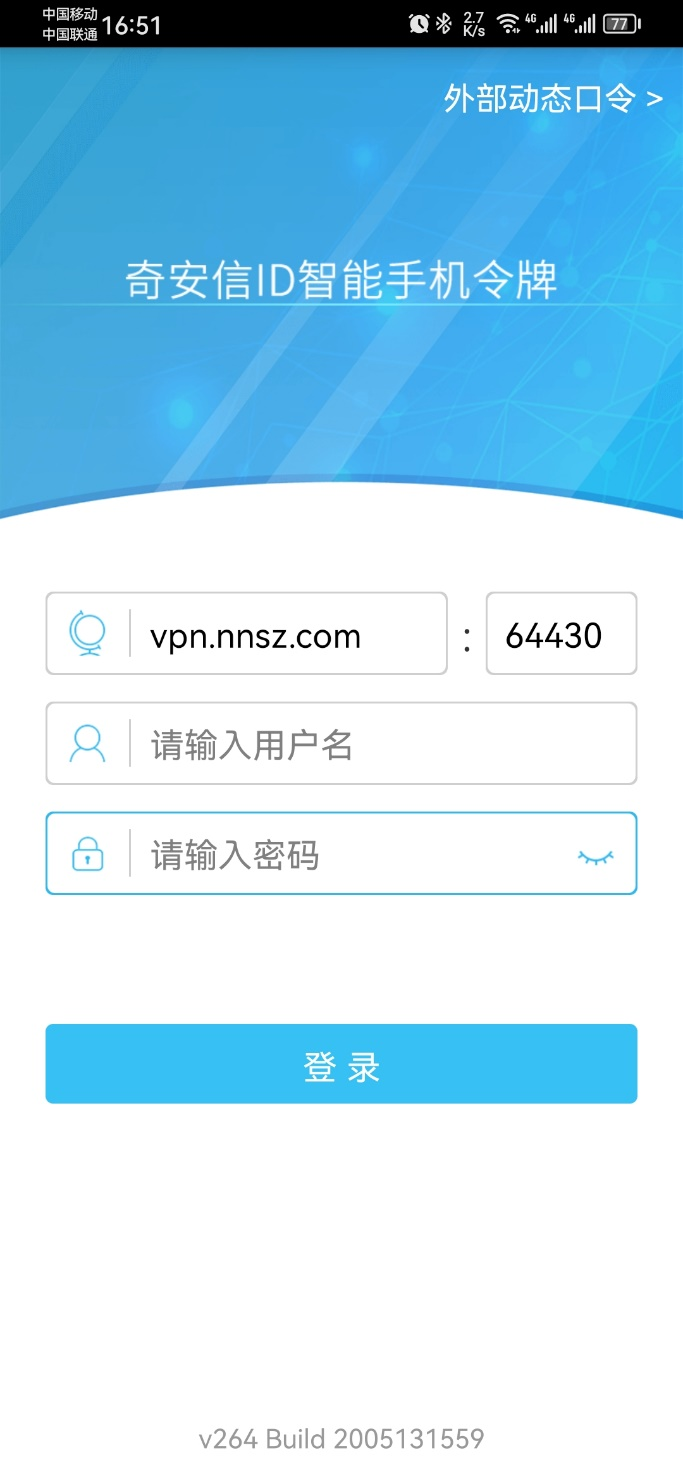 中国移动
中国联通
16:51
2.7
K/s
4G
4G
77
外部动态口令 >
奇安信ID智能手机令牌
vpn.nnsz.com : 64430
请输入用户名
请输入密码
登 录
v264 Build 2005131559